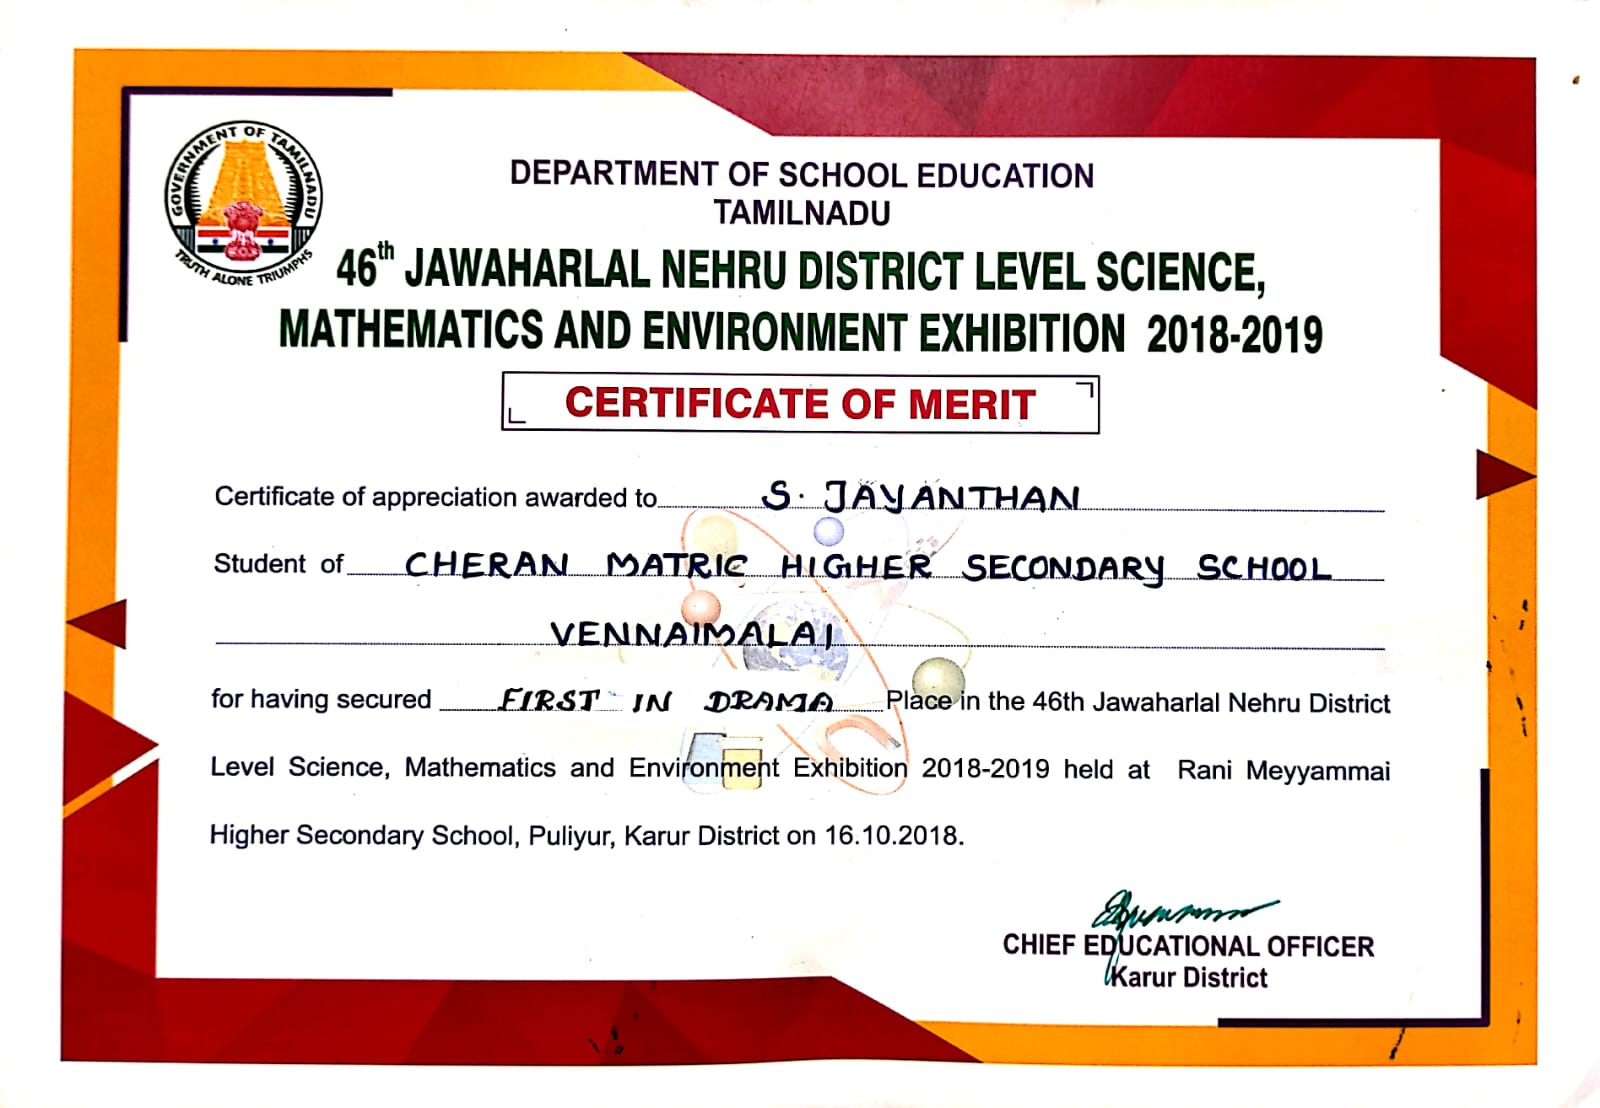 GOVERNMENT OF TAMILNADU
TRUTH ALONE TRIUMPHS
DEPARTMENT OF SCHOOL EDUCATION
TAMILNADU
46th JAWAHARLAL NEHRU DISTRICT LEVEL SCIENCE,
MATHEMATICS AND ENVIRONMENT EXHIBITION 2018-2019
CERTIFICATE OF MERIT
Certificate of appreciation awarded to S. JAYANTHAN
Student of CHERAN MATRIC HIGHER SECONDARY SCHOOL
VENNAIMALAI
for having secured FIRST IN DRAMA Place in the 46th Jawaharlal Nehru District
Level Science, Mathematics and Environment Exhibition 2018-2019 held at Rani Meyyammai
Higher Secondary School, Puliyur, Karur District on 16.10.2018.
CHIEF EDUCATIONAL OFFICER
Karur District